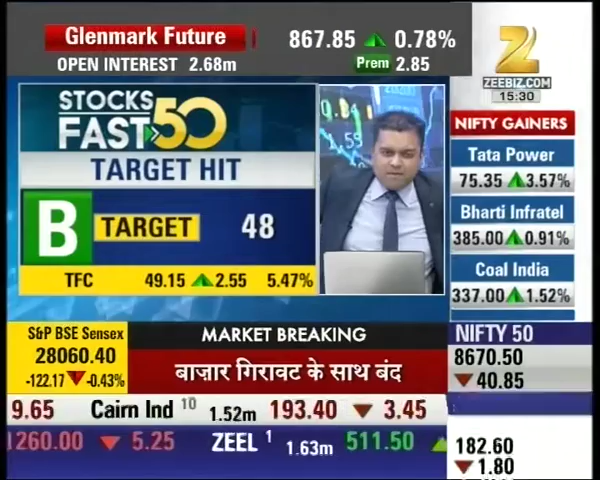 Glenmark Future
867.85 0.78%
OPEN INTEREST 2.68m
Prem 2.85
ZEEBIZ.COM
15:30
STOCKS
FAST 50
TARGET HIT
B TARGET 48
TFC 49.15 2.55 5.47%
NIFTY GAINERS
Tata Power
75.35 3.57%
Bharti Infratel
385.00 0.91%
Coal India
337.00 1.52%
S&P BSE Sensex
28060.40
-122.17 -0.43%
MARKET BREAKING
बाज़ार गिरावट के साथ बंद
NIFTY 50
8670.50
40.85
9.65 Cairn Ind 10 1.52m 193.40 3.45
1260.00 5.25 ZEEL 1 1.63m 511.50
182.60
1.80